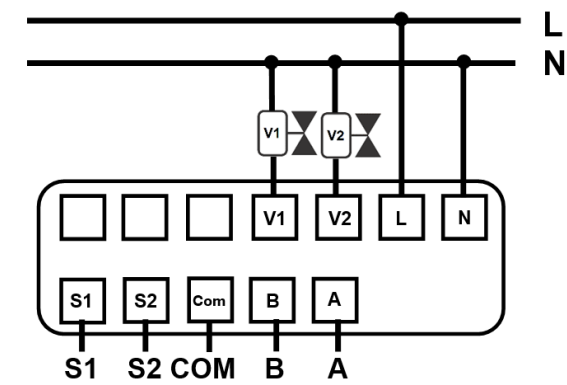 L
N
V1 V2
V1 V2 L N
S1 S2 Com B A
S1 S2 COM B A